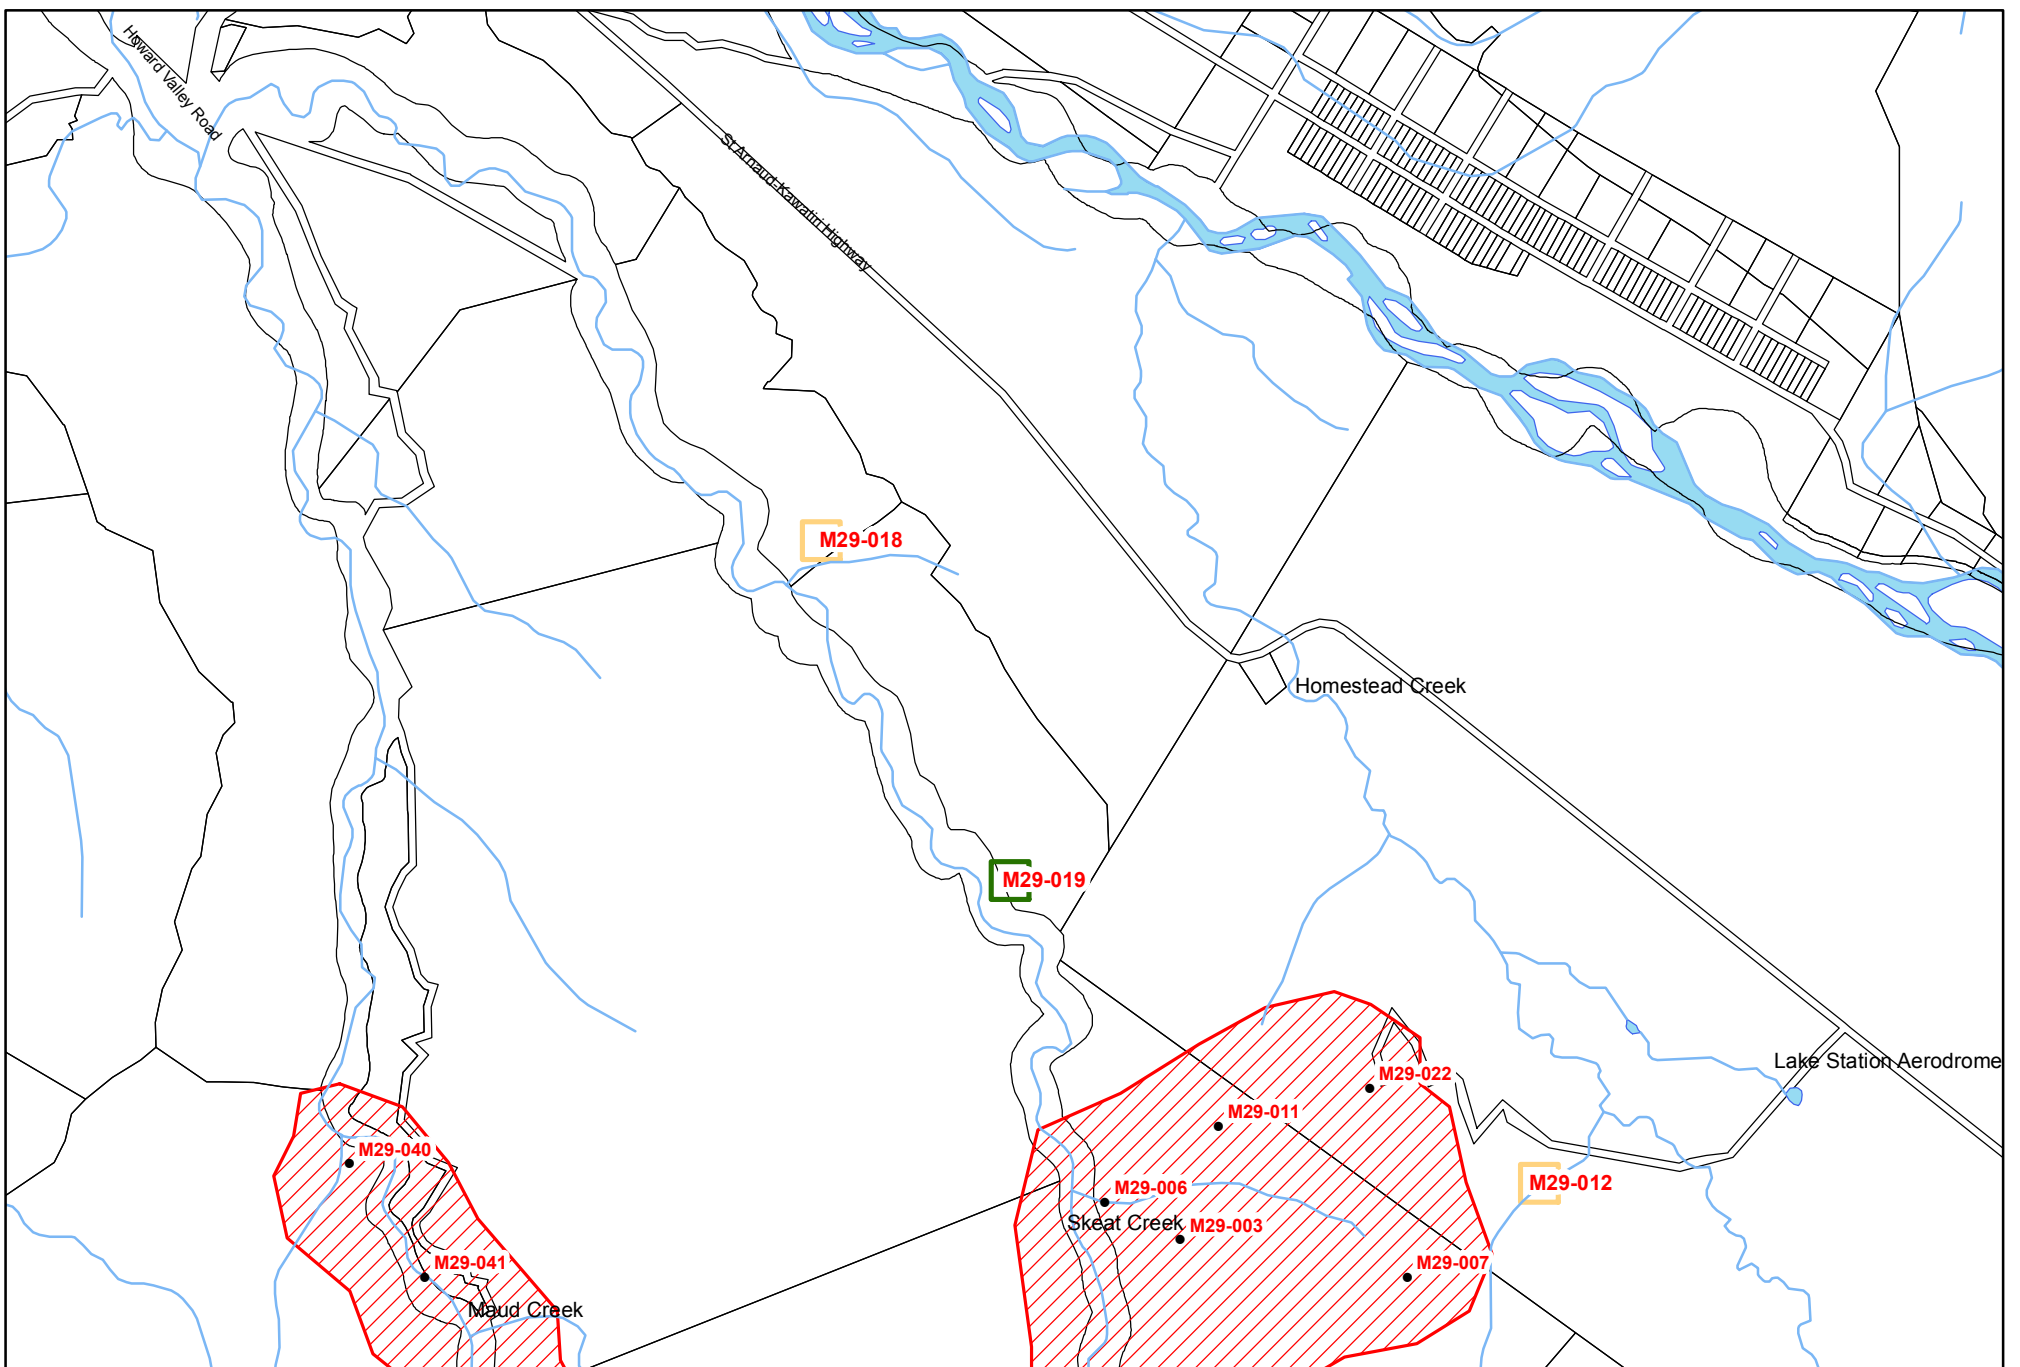 Howard Valley Road
St Arnaud-Kawatiri Highway
M29-018
Homestead Creek
M29-019
Lake Station Aerodrome
M29-022
M29-011
M29-040
M29-012
M29-006
Skeat Creek
M29-003
M29-041
M29-007
Maud Creek